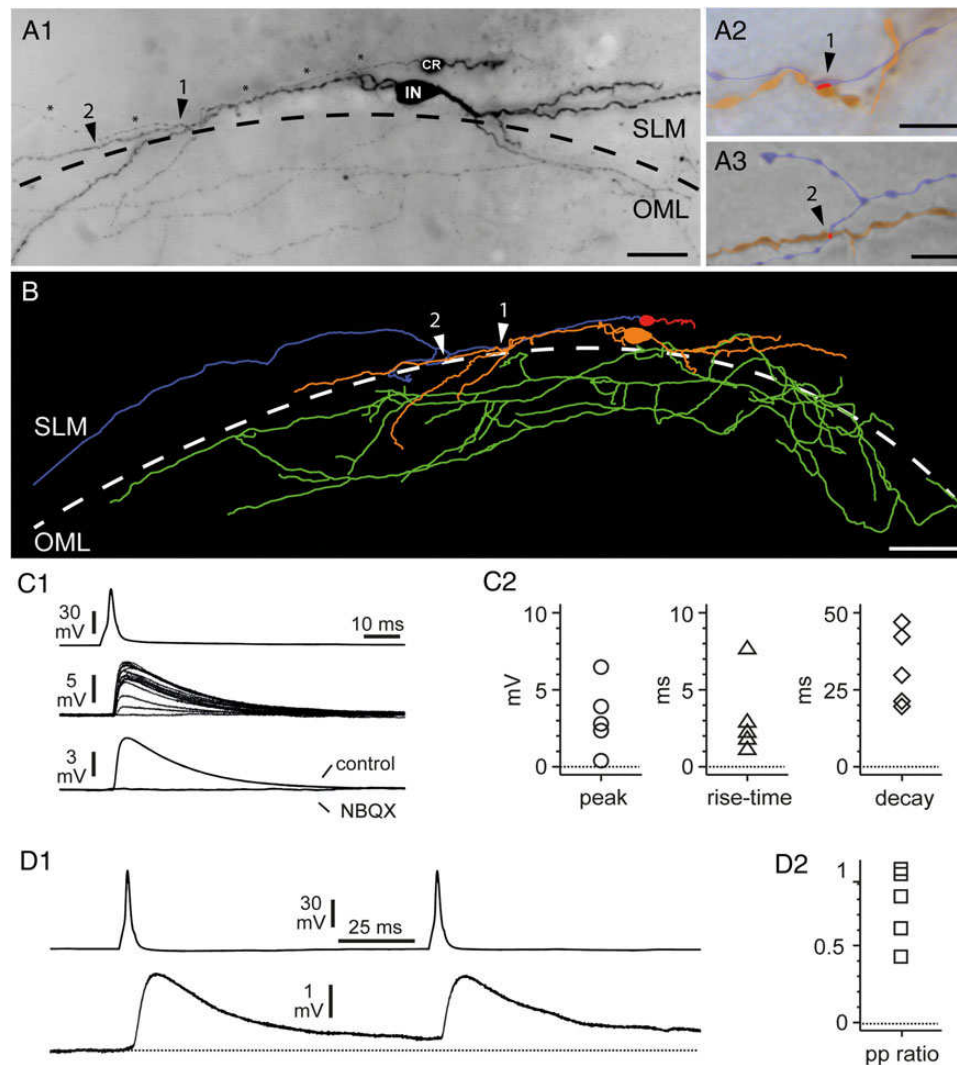 A1
CR
IN
1
2
SLM
OML
A2
1
A3
2
B
1
2
SLM
OML
C1
30
mV
10 ms
5
mV
3
mV
control
NBQX
C2
10
5
0
mV
peak
10
5
0
ms
rise-time
50
25
0
ms
decay
D1
30
mV
25 ms
1
mV
D2
1
0.5
0
pp ratio